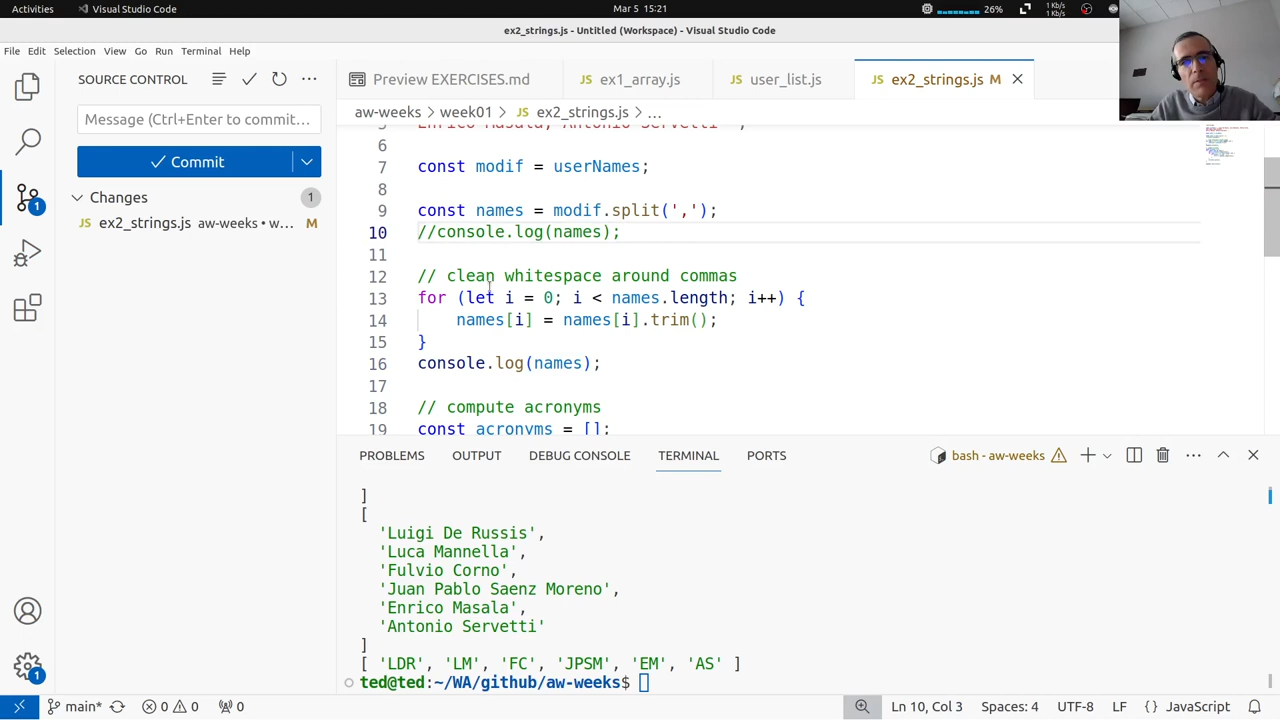 Activities Visual Studio Code Mar 5 15:21 26% 1 Kb/s 1 Kb/s
ex2_strings.js - Untitled (Workspace) - Visual Studio Code
File Edit Selection View Go Run Terminal Help
SOURCE CONTROL
Preview EXERCISES.md
JS ex1_array.js
JS user_list.js
JS ex2_strings.js M
Message (Ctrl+Enter to commit...
Commit
Changes 1
JS ex2_strings.js aw-weeks • w... M
1
aw-weeks > week01 > JS ex2_strings.js > ...
5 Enrico Masala, Antonio Servetti
6
7 const modif = userNames;
8
9 const names = modif.split(',');
10 //console.log(names);
11
12 // clean whitespace around commas
13 for (let i = 0; i < names.length; i++) {
14 names[i] = names[i].trim();
15 }
16 console.log(names);
17
18 // compute acronyms
19 const acronyms = [];
PROBLEMS OUTPUT DEBUG CONSOLE TERMINAL PORTS bash - aw-weeks
]
[
'Luigi De Russis',
'Luca Mannella',
'Fulvio Corno',
'Juan Pablo Saenz Moreno',
'Enrico Masala',
'Antonio Servetti'
]
[ 'LDR', 'LM', 'FC', 'JPSM', 'EM', 'AS' ]
ted@ted:~/WA/github/aw-weeks$
1
main* 0 0 0 Ln 10, Col 3 Spaces: 4 UTF-8 LF {} JavaScript